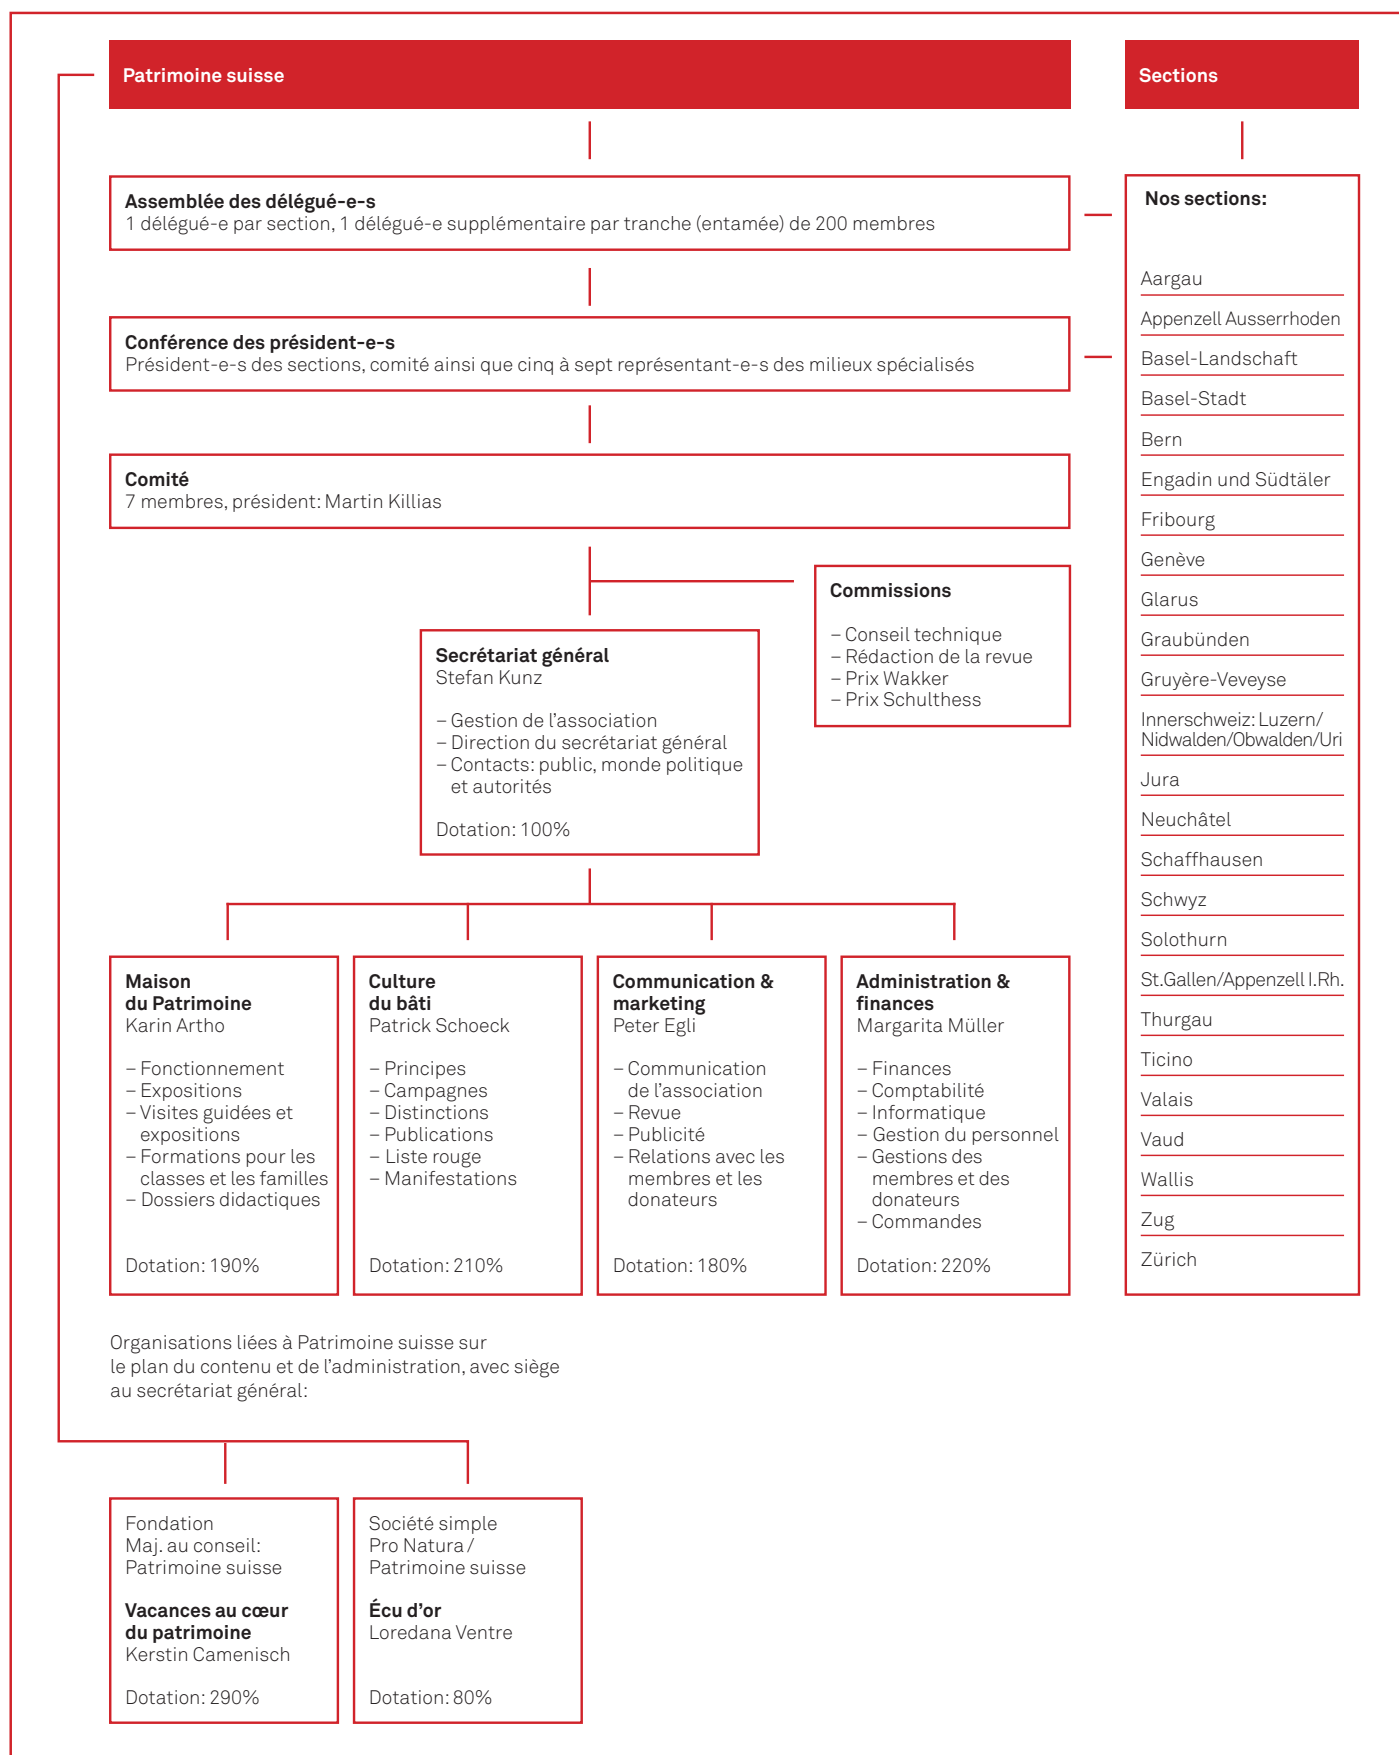 Patrimoine suisse
Assemblée des délégué-e-s
1 délégué-e par section, 1 délégué-e supplémentaire par tranche (entamée) de 200 membres
Conférence des président-e-s
Président-e-s des sections, comité ainsi que cinq à sept représentant-e-s des milieux spécialisés
Comité
7 membres, président: Martin Killias
Commissions
– Conseil technique
– Rédaction de la revue
– Prix Wakker
– Prix Schulthess
Secrétariat général
Stefan Kunz
– Gestion de l’association
– Direction du secrétariat général
– Contacts: public, monde politique
et autorités
Dotation: 100%
Maison
du Patrimoine
Karin Artho
– Fonctionnement
– Expositions
– Visites guidées et
expositions
– Formations pour les
classes et les familles
– Dossiers didactiques
Dotation: 190%
Culture
du bâti
Patrick Schoeck
– Principes
– Campagnes
– Distinctions
– Publications
– Liste rouge
– Manifestations
Dotation: 210%
Communication &
marketing
Peter Egli
– Communication
de l’association
– Revue
– Publicité
– Relations avec les
membres et les
donateurs
Dotation: 180%
Administration &
finances
Margarita Müller
– Finances
– Comptabilité
– Informatique
– Gestion du personnel
– Gestions des
membres et des
donateurs
– Commandes
Dotation: 220%
Organisations liées à Patrimoine suisse sur
le plan du contenu et de l’administration, avec siège
au secrétariat général:
Fondation
Maj. au conseil:
Patrimoine suisse
Vacances au cœur
du patrimoine
Kerstin Camenisch
Dotation: 290%
Société simple
Pro Natura /
Patrimoine suisse
Écu d’or
Loredana Ventre
Dotation: 80%
Sections
Nos sections:
Aargau
Appenzell Ausserrhoden
Basel-Landschaft
Basel-Stadt
Bern
Engadin und Südtäler
Fribourg
Genève
Glarus
Graubünden
Gruyère-Veveyse
Innerschweiz: Luzern/
Nidwalden/Obwalden/Uri
Jura
Neuchâtel
Schaffhausen
Schwyz
Solothurn
St.Gallen/Appenzell I.Rh.
Thurgau
Ticino
Valais
Vaud
Wallis
Zug
Zürich